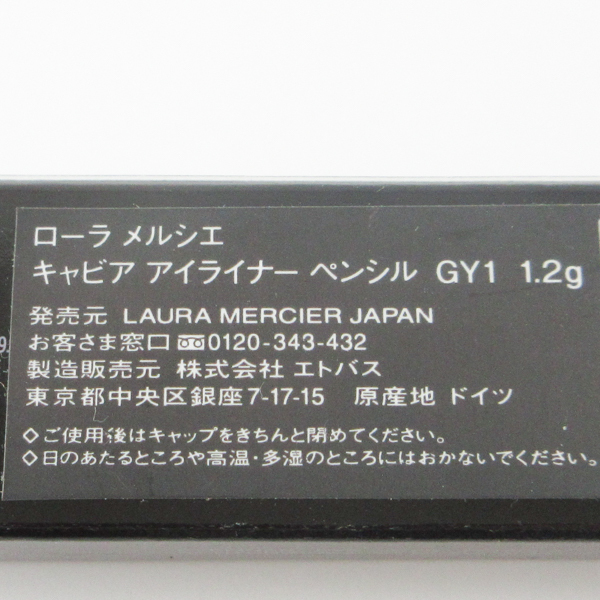 ローラ メルシエ
キャビア アイライナー ペンシル GY1 1.2g
発売元 LAURA MERCIER JAPAN
お客さま窓口 0120-343-432
製造販売元 株式会社 エトバス
東京都中央区銀座7-17-15 原産地 ドイツ
◇ご使用後はキャップをきちんと閉めてください。
◇日のあたるところや高温・多湿のところにはおかないでください。